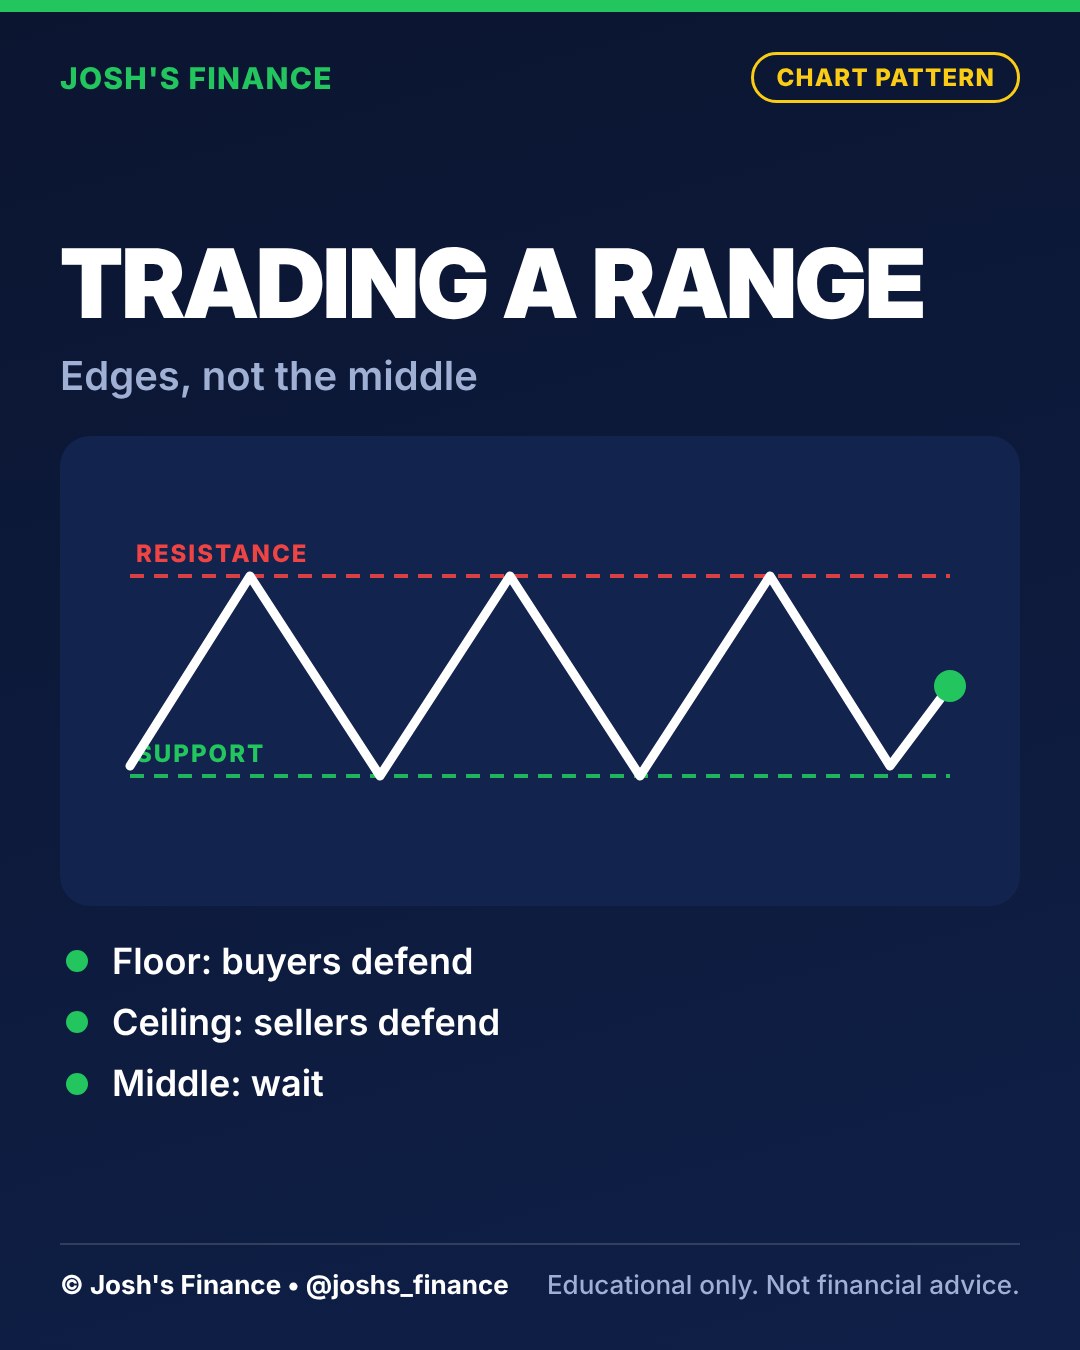 JOSH'S FINANCE
CHART PATTERN
TRADING A RANGE
Edges, not the middle
RESISTANCE
SUPPORT
Floor: buyers defend
Ceiling: sellers defend
Middle: wait
© Josh's Finance • @joshs_finance
Educational only. Not financial advice.